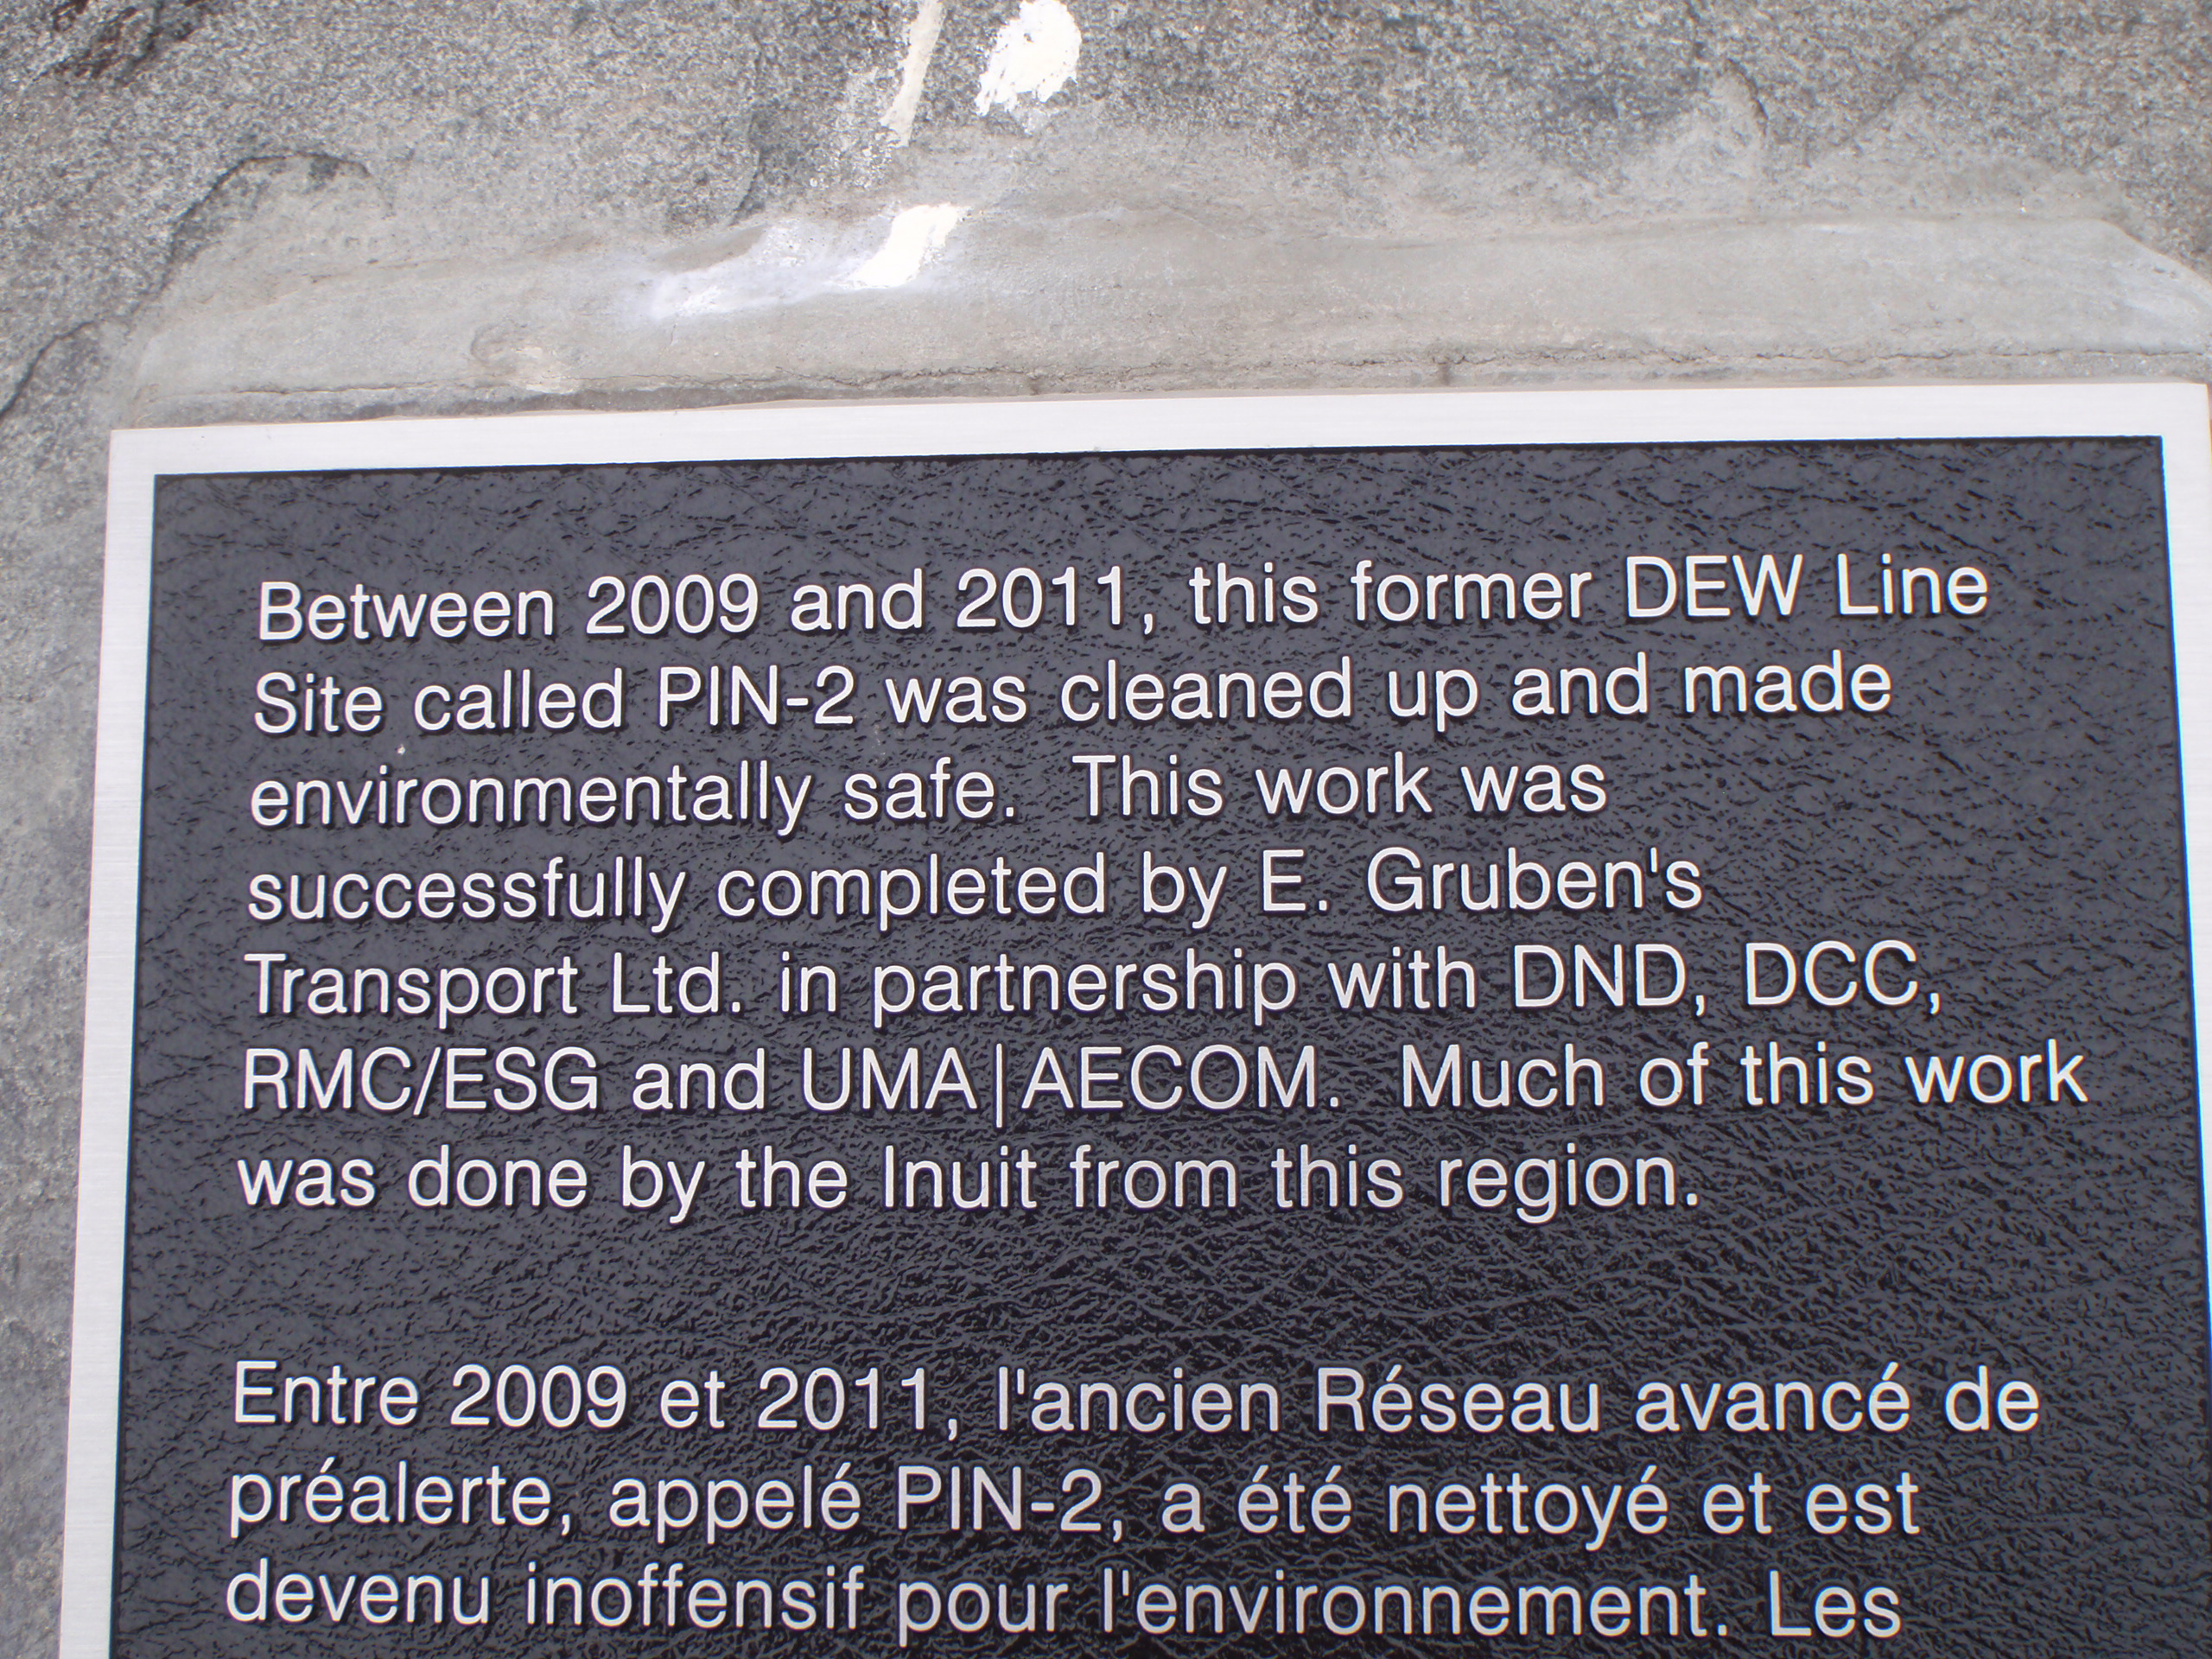 Between 2009 and 2011, this former DEW Line
Site called PIN-2 was cleaned up and made
environmentally safe.  This work was
successfully completed by E. Gruben's
Transport Ltd. in partnership with DND, DCC,
RMC/ESG and UMA|AECOM.  Much of this work
was done by the Inuit from this region.
Entre 2009 et 2011, l'ancien Réseau avancé de
préalerte, appelé PIN-2, a été nettoyé et est
devenu inoffensif pour l'environnement. Les